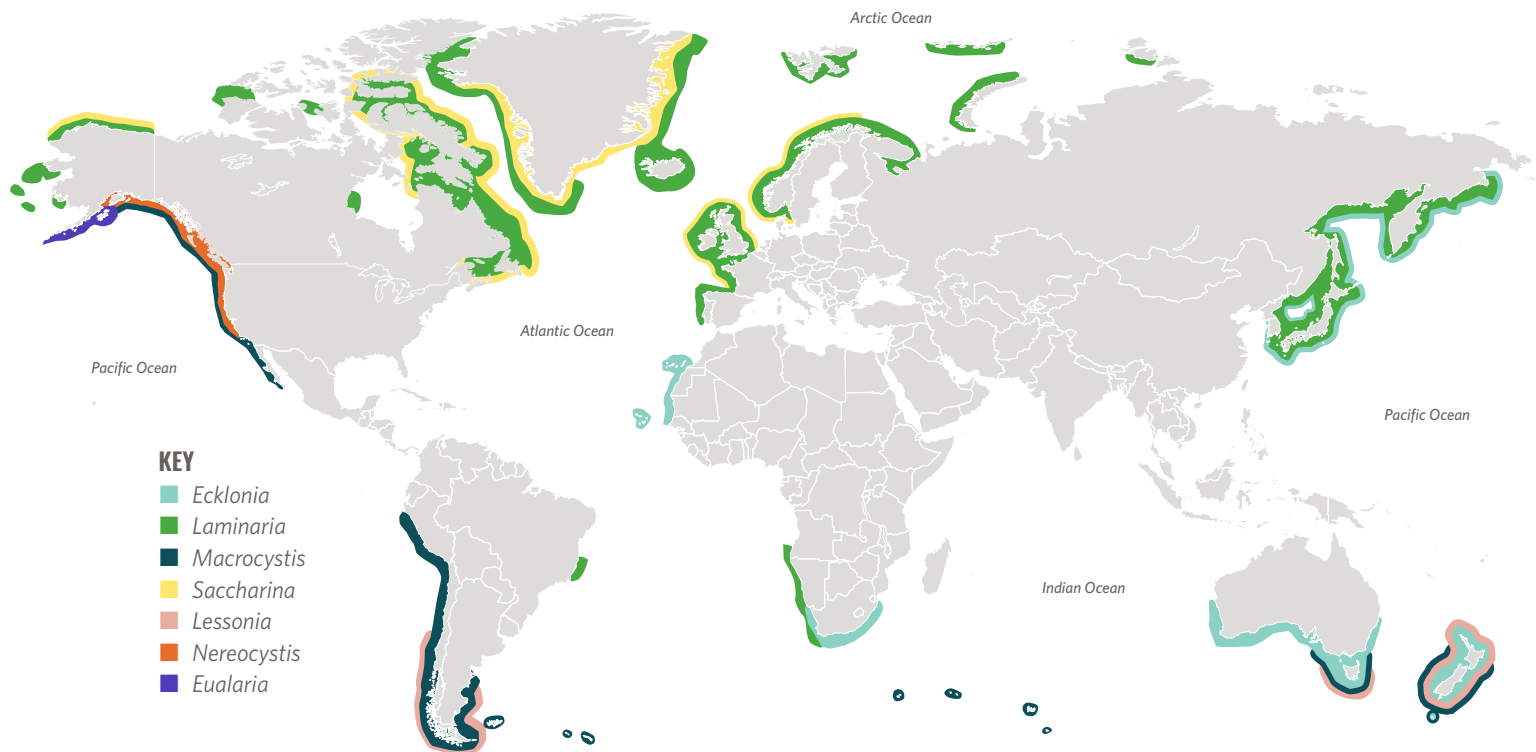 Arctic Ocean
Atlantic Ocean
Pacific Ocean
Pacific Ocean
Indian Ocean
KEY
Ecklonia
Laminaria
Macrocystis
Saccharina
Lessonia
Nereocystis
Eualaria